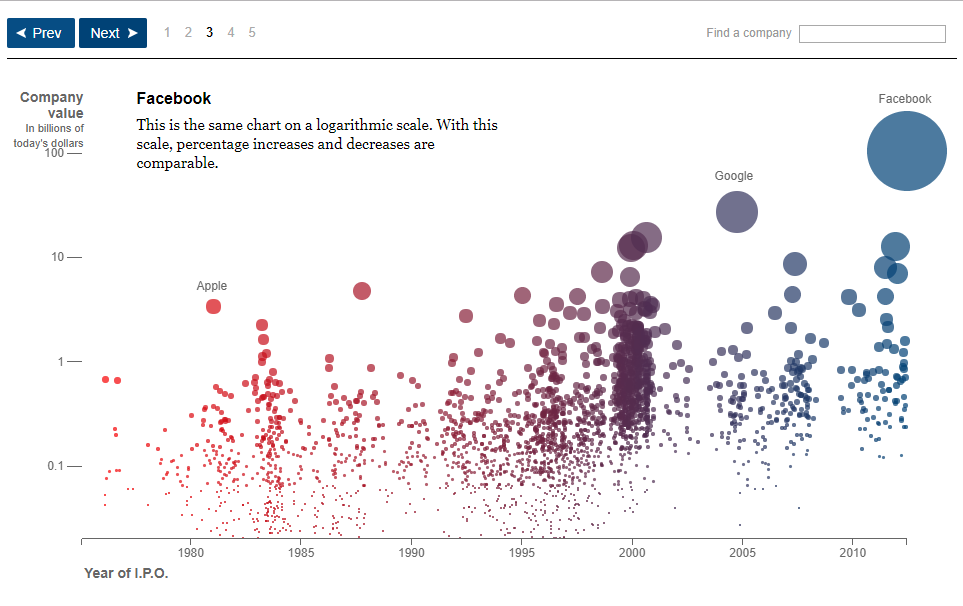 Prev
Next
1 2 3 4 5
Find a company
Company
value
In billions of
today's dollars
Facebook
This is the same chart on a logarithmic scale. With this
scale, percentage increases and decreases are
comparable.
Facebook
100
Google
10
Apple
1
0.1
1980 1985 1990 1995 2000 2005 2010
Year of I.P.O.